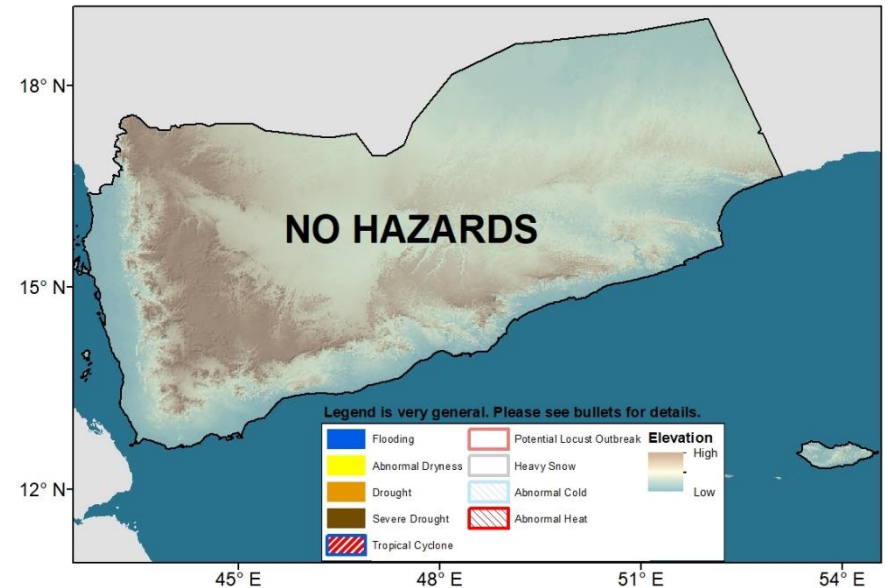 18° N
NO HAZARDS
15° N
Legend is very general. Please see bullets for details.
Flooding
Potential Locust Outbreak
Elevation
Abnormal Dryness
Heavy Snow
High
Drought
Abnormal Cold
Low
12° N
Severe Drought
Abnormal Heat
Tropical Cyclone
45° E
48° E
51° E
54° E